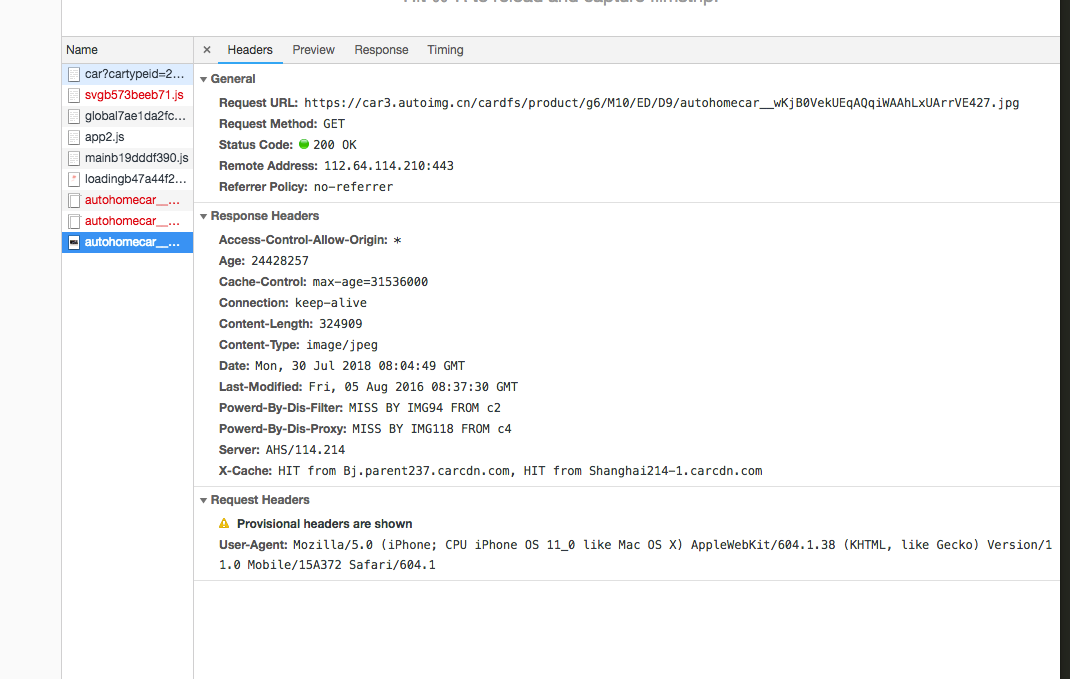 to reload and capture filmstrip.
Name
× Headers Preview Response Timing
car?cartypeid=2...
svgb573beeb71.js
global7ae1da2fc...
app2.js
mainb19dddf390.js
loadingb47a44f2...
autohomecar__...
autohomecar__...
autohomecar__...
General
Request URL: https://car3.autoimg.cn/cardfs/product/g6/M10/ED/D9/autohomecar__wKjB0VekUEqAQqiWAAhLxUArrVE427.jpg
Request Method: GET
Status Code: 200 OK
Remote Address: 112.64.114.210:443
Referrer Policy: no-referrer
Response Headers
Access-Control-Allow-Origin: *
Age: 24428257
Cache-Control: max-age=31536000
Connection: keep-alive
Content-Length: 324909
Content-Type: image/jpeg
Date: Mon, 30 Jul 2018 08:04:49 GMT
Last-Modified: Fri, 05 Aug 2016 08:37:30 GMT
Powerd-By-Dis-Filter: MISS BY IMG94 FROM c2
Powerd-By-Dis-Proxy: MISS BY IMG118 FROM c4
Server: AHS/114.214
X-Cache: HIT from Bj.parent237.carcdn.com, HIT from Shanghai214-1.carcdn.com
Request Headers
Provisional headers are shown
User-Agent: Mozilla/5.0 (iPhone; CPU iPhone OS 11_0 like Mac OS X) AppleWebKit/604.1.38 (KHTML, like Gecko) Version/1
1.0 Mobile/15A372 Safari/604.1